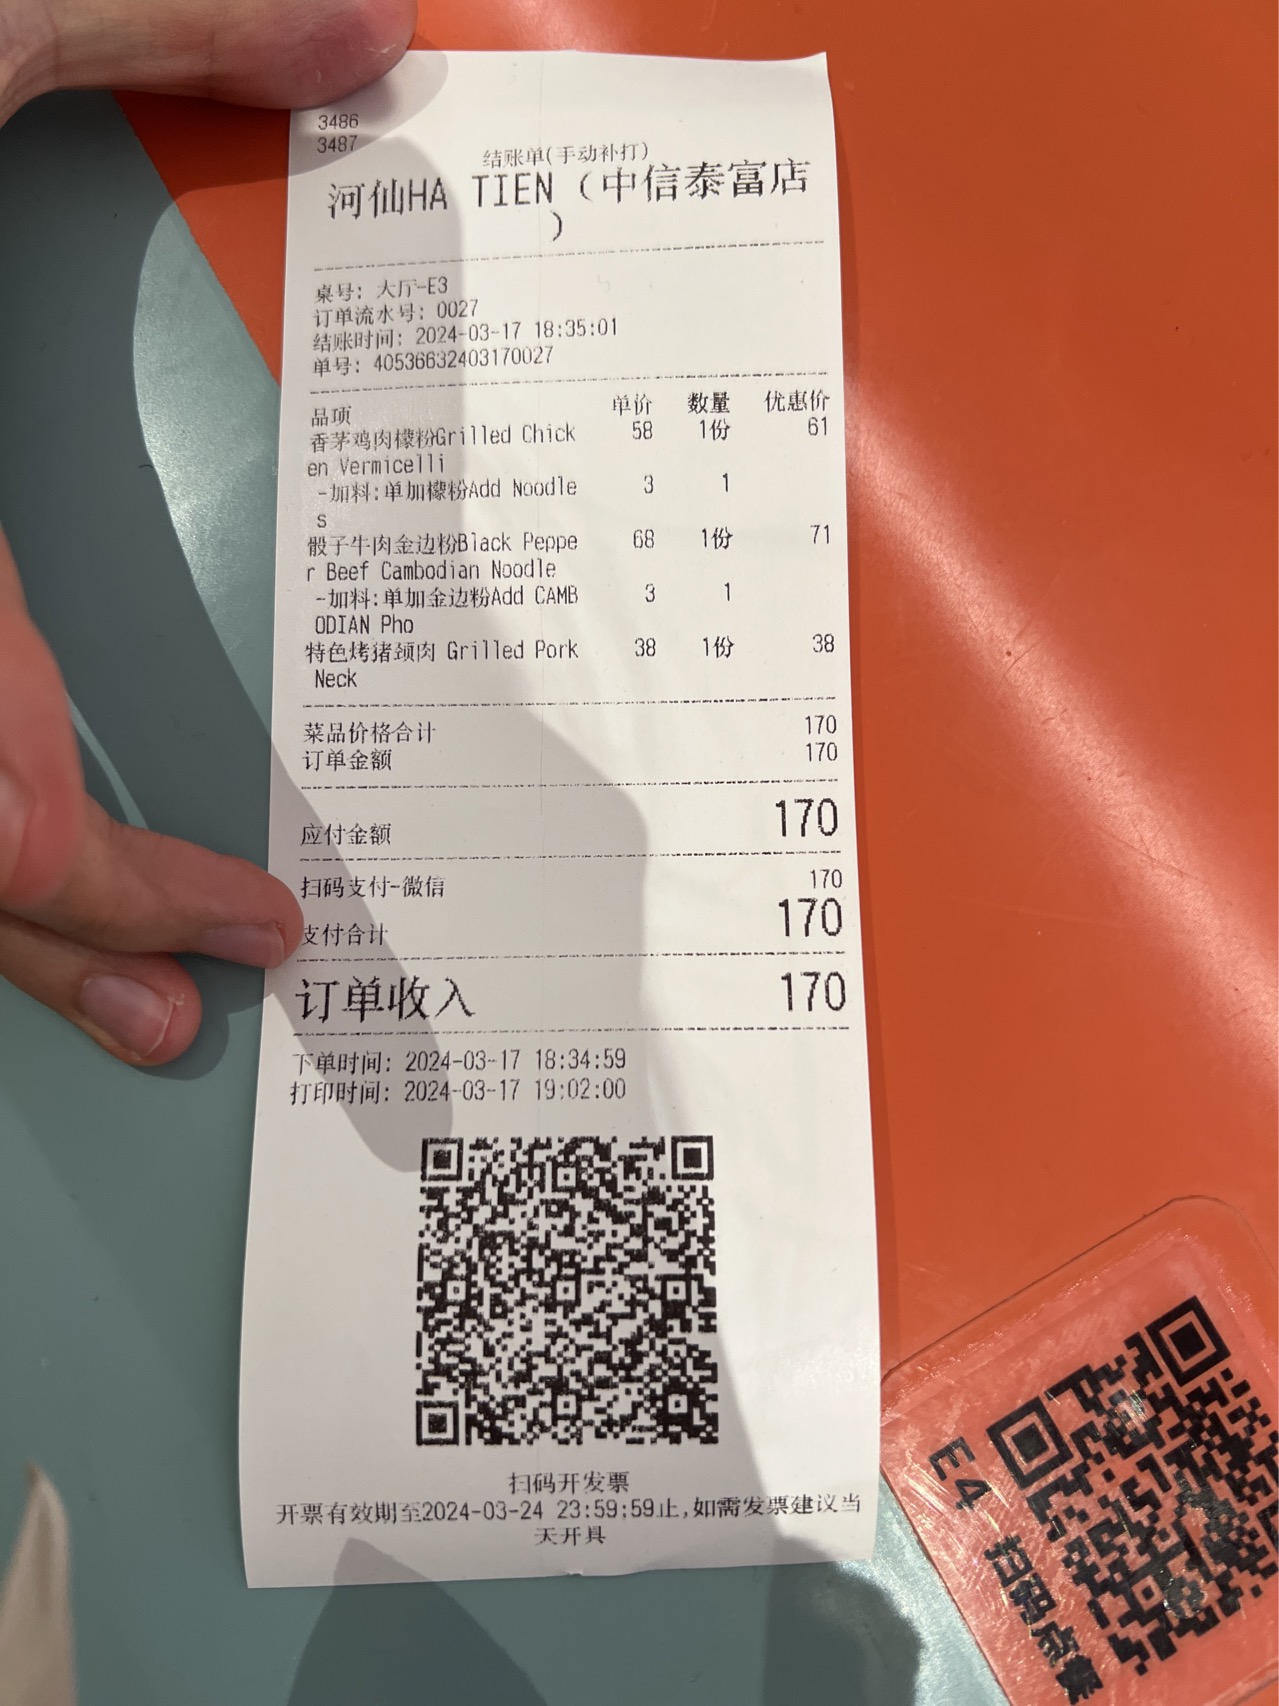 3486
3487
结账单(手动补打)
河仙HA TIEN (中信泰富店
)
桌号: 大厅-E3
订单流水号: 0027
结账时间: 2024-03-17 18:35:01
单号: 40536632403170027
品项 单价 数量 优惠价
香茅鸡肉檬粉Grilled Chick 58 1份 61
en Vermicelli
-加料:单加檬粉Add Noodle 3 1
s
骰子牛肉金边粉Black Peppe 68 1份 71
r Beef Cambodian Noodle
-加料:单加金边粉Add CAMB 3 1
ODIAN Pho
特色烤猪颈肉 Grilled Pork 38 1份 38
Neck
菜品价格合计 170
订单金额 170
应付金额 170
扫码支付-微信 170
支付合计 170
订单收入 170
下单时间: 2024-03-17 18:34:59
打印时间: 2024-03-17 19:02:00
扫码开发票
开票有效期至2024-03-24 23:59:59止,如需发票建议当
天开具
E4 扫码点餐